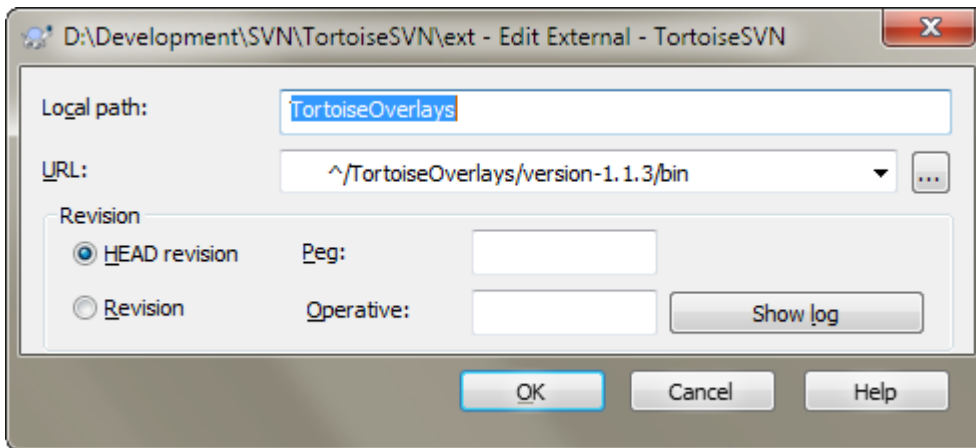 D:\Development\SVN\TortoiseSVN\ext - Edit External - TortoiseSVN
Local path: TortoiseOverlays
URL: ^/TortoiseOverlays/version-1.1.3/bin ...
Revision
HEAD revision Peg:
Revision Operative: Show log
OK Cancel Help